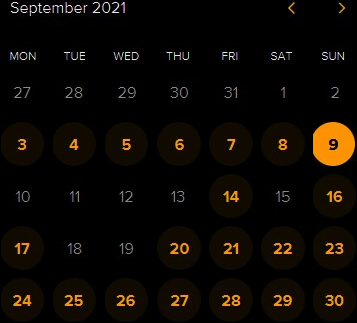 September 2021
MON TUE WED THU FRI SAT SUN
27 28 29 30 31 1 2
3 4 5 6 7 8 9
10 11 12 13 14 15 16
17 18 19 20 21 22 23
24 25 26 27 28 29 30